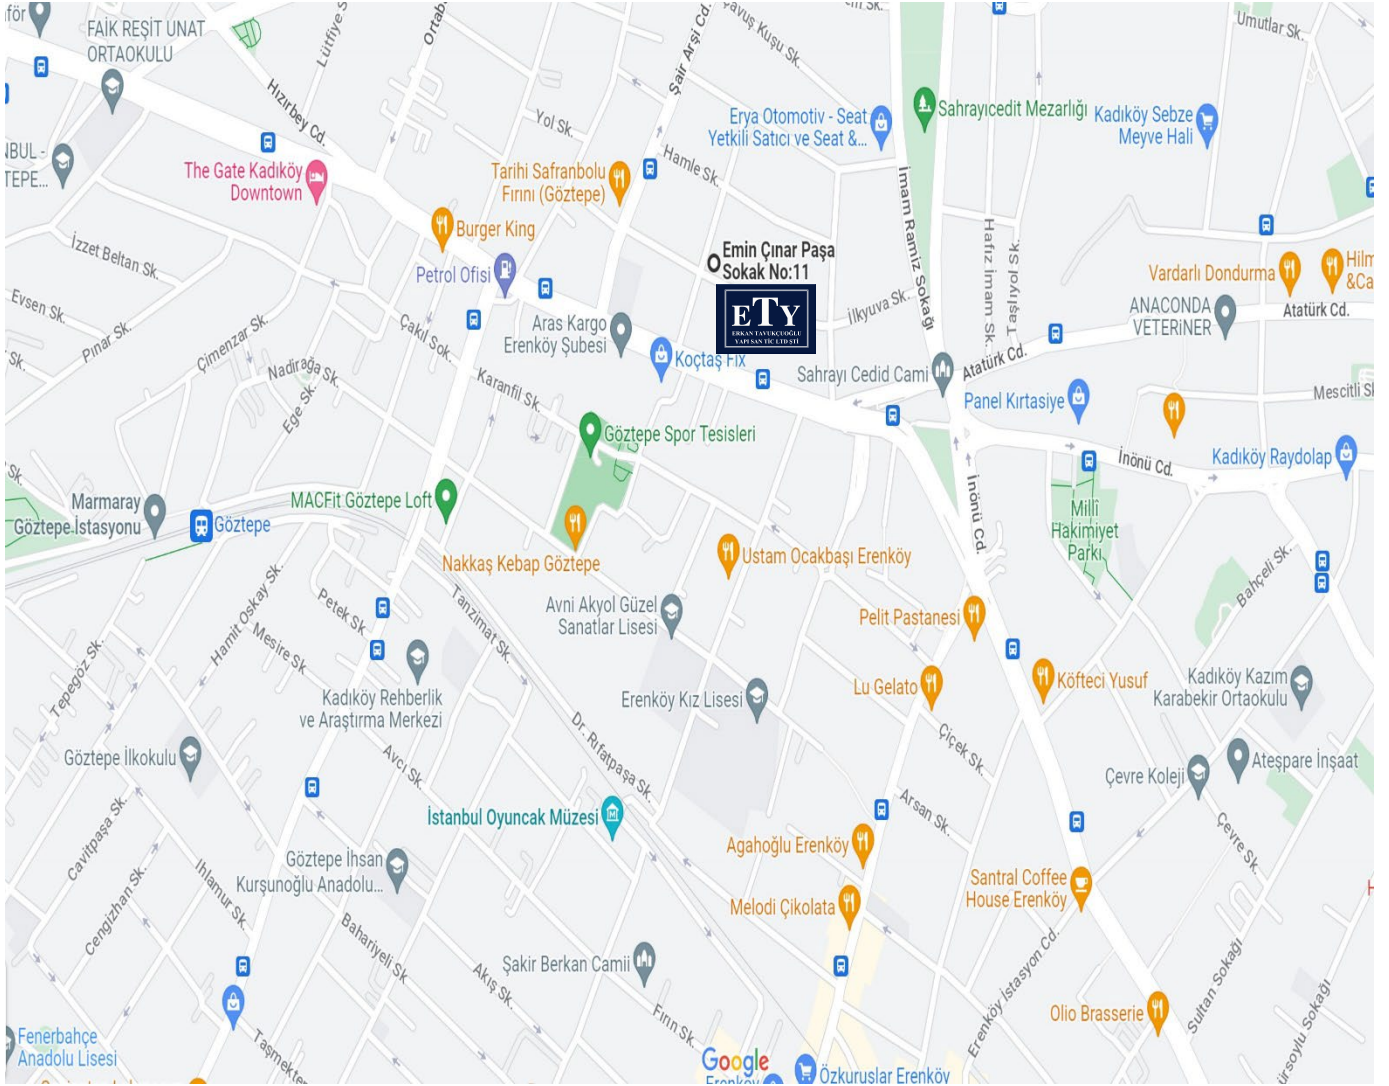 FAİK REŞİT UNAT
ORTAOKULU
Umutlar Sk.
Şair Arşi Cd.
Hızırbey Cd.
Yol Sk.
Hamle Sk.
Erya Otomotiv - Seat
Yetkili Satıcı ve Seat &...
Sahrayıcedit Mezarlığı
Kadıköy Sebze
Meyve Hali
The Gate Kadıköy
Downtown
Tarihi Safranbolu
Fırını (Göztepe)
Burger King
İzzet Beltan Sk.
Emin Çınar Paşa
Sokak No:11
İmam Ramiz Sokağı
Hafız İmam Sk.
Taşlıyol Sk.
Petrol Ofisi
Vardarlı Dondurma
Evsen Sk.
Pınar Sk.
Çimenzar Sk.
Çakıl Sok.
Aras Kargo
Erenköy Şubesi
ETY
ERKAN TAVUKÇUOĞLU
YAPI SAN TİC LTD ŞTİ
İlkyuva Sk.
ANACONDA
VETERİNER
Atatürk Cd.
Koçtaş Fix
Sahrayı Cedid Cami
Atatürk Cd.
Nadirağa Sk.
Ege Sk.
Karanfil Sk.
Panel Kırtasiye
Mescitli Sk
Göztepe Spor Tesisleri
İnönü Cd.
Kadıköy Raydolap
Marmaray
Göztepe İstasyonu
Göztepe
MACFit Göztepe Loft
İnönü Cd.
Millî
Hakimiyet
Parkı
Nakkaş Kebap Göztepe
Ustam Ocakbaşı Erenköy
Bahçeli Sk.
Hamit Oskay Sk.
Petek Sk.
Mesire Sk.
Tanzimat Sk.
Avni Akyol Güzel
Sanatlar Lisesi
Pelit Pastanesi
Tepegöz Sk.
Kadıköy Rehberlik
ve Araştırma Merkezi
Erenköy Kız Lisesi
Lu Gelato
Köfteci Yusuf
Kadıköy Kazım
Karabekir Ortaokulu
Göztepe İlkokulu
Avcı Sk.
Dr. Rıfatpaşa Sk.
Çiçek Sk.
Çevre Koleji
Ateşpare İnşaat
Cavitpaşa Sk.
İstanbul Oyuncak Müzesi
Arsan Sk.
Çevre Sk.
Göztepe İhsan
Kurşunoğlu Anadolu...
Agahoğlu Erenköy
Ihlamur Sk.
Cengizhan Sk.
Melodi Çikolata
Santral Coffee
House Erenköy
Bahariyeli Sk.
Akış Sk.
Şakir Berkan Camii
Fırın Sk.
Erenköy İstasyon Cd.
Sultan Sokağı
Olio Brasserie
Fenerbahçe
Anadolu Lisesi
Google
Özkuruslar Erenköy